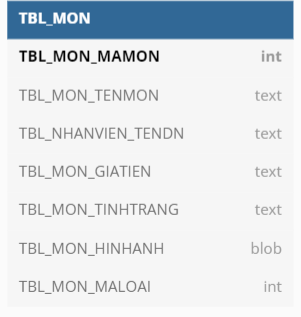 TBL_MON
TBL_MON_MAMON int
TBL_MON_TENMON text
TBL_NHANVIEN_TENDN text
TBL_MON_GIATIEN text
TBL_MON_TINHTRANG text
TBL_MON_HINHANH blob
TBL_MON_MALOAI int